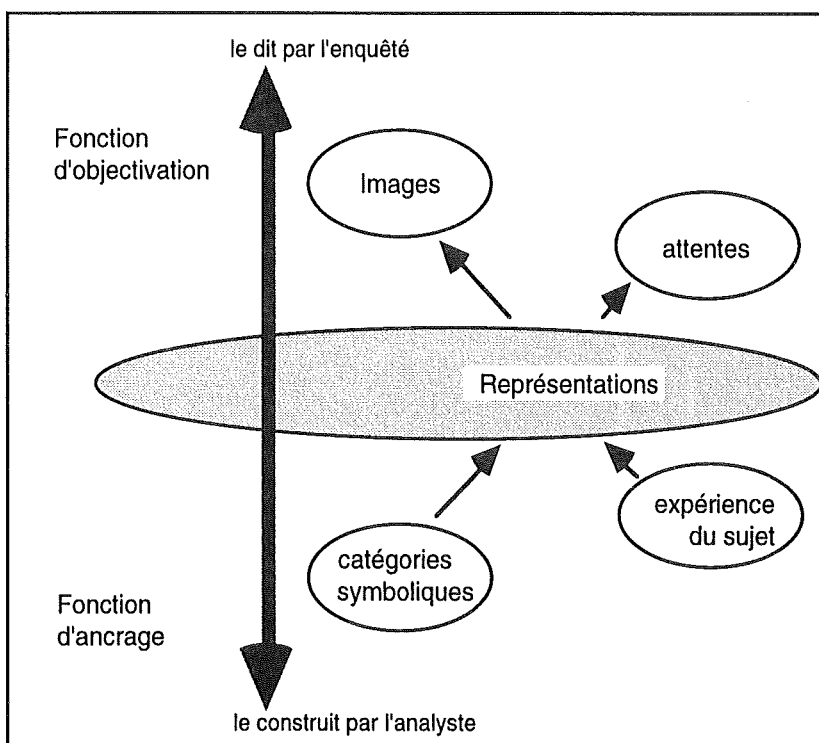 le dit par l'enquêté
Fonction
d'objectivation
Images
attentes
Représentations
expérience
du sujet
catégories
symboliques
Fonction
d'ancrage
le construit par l'analyste